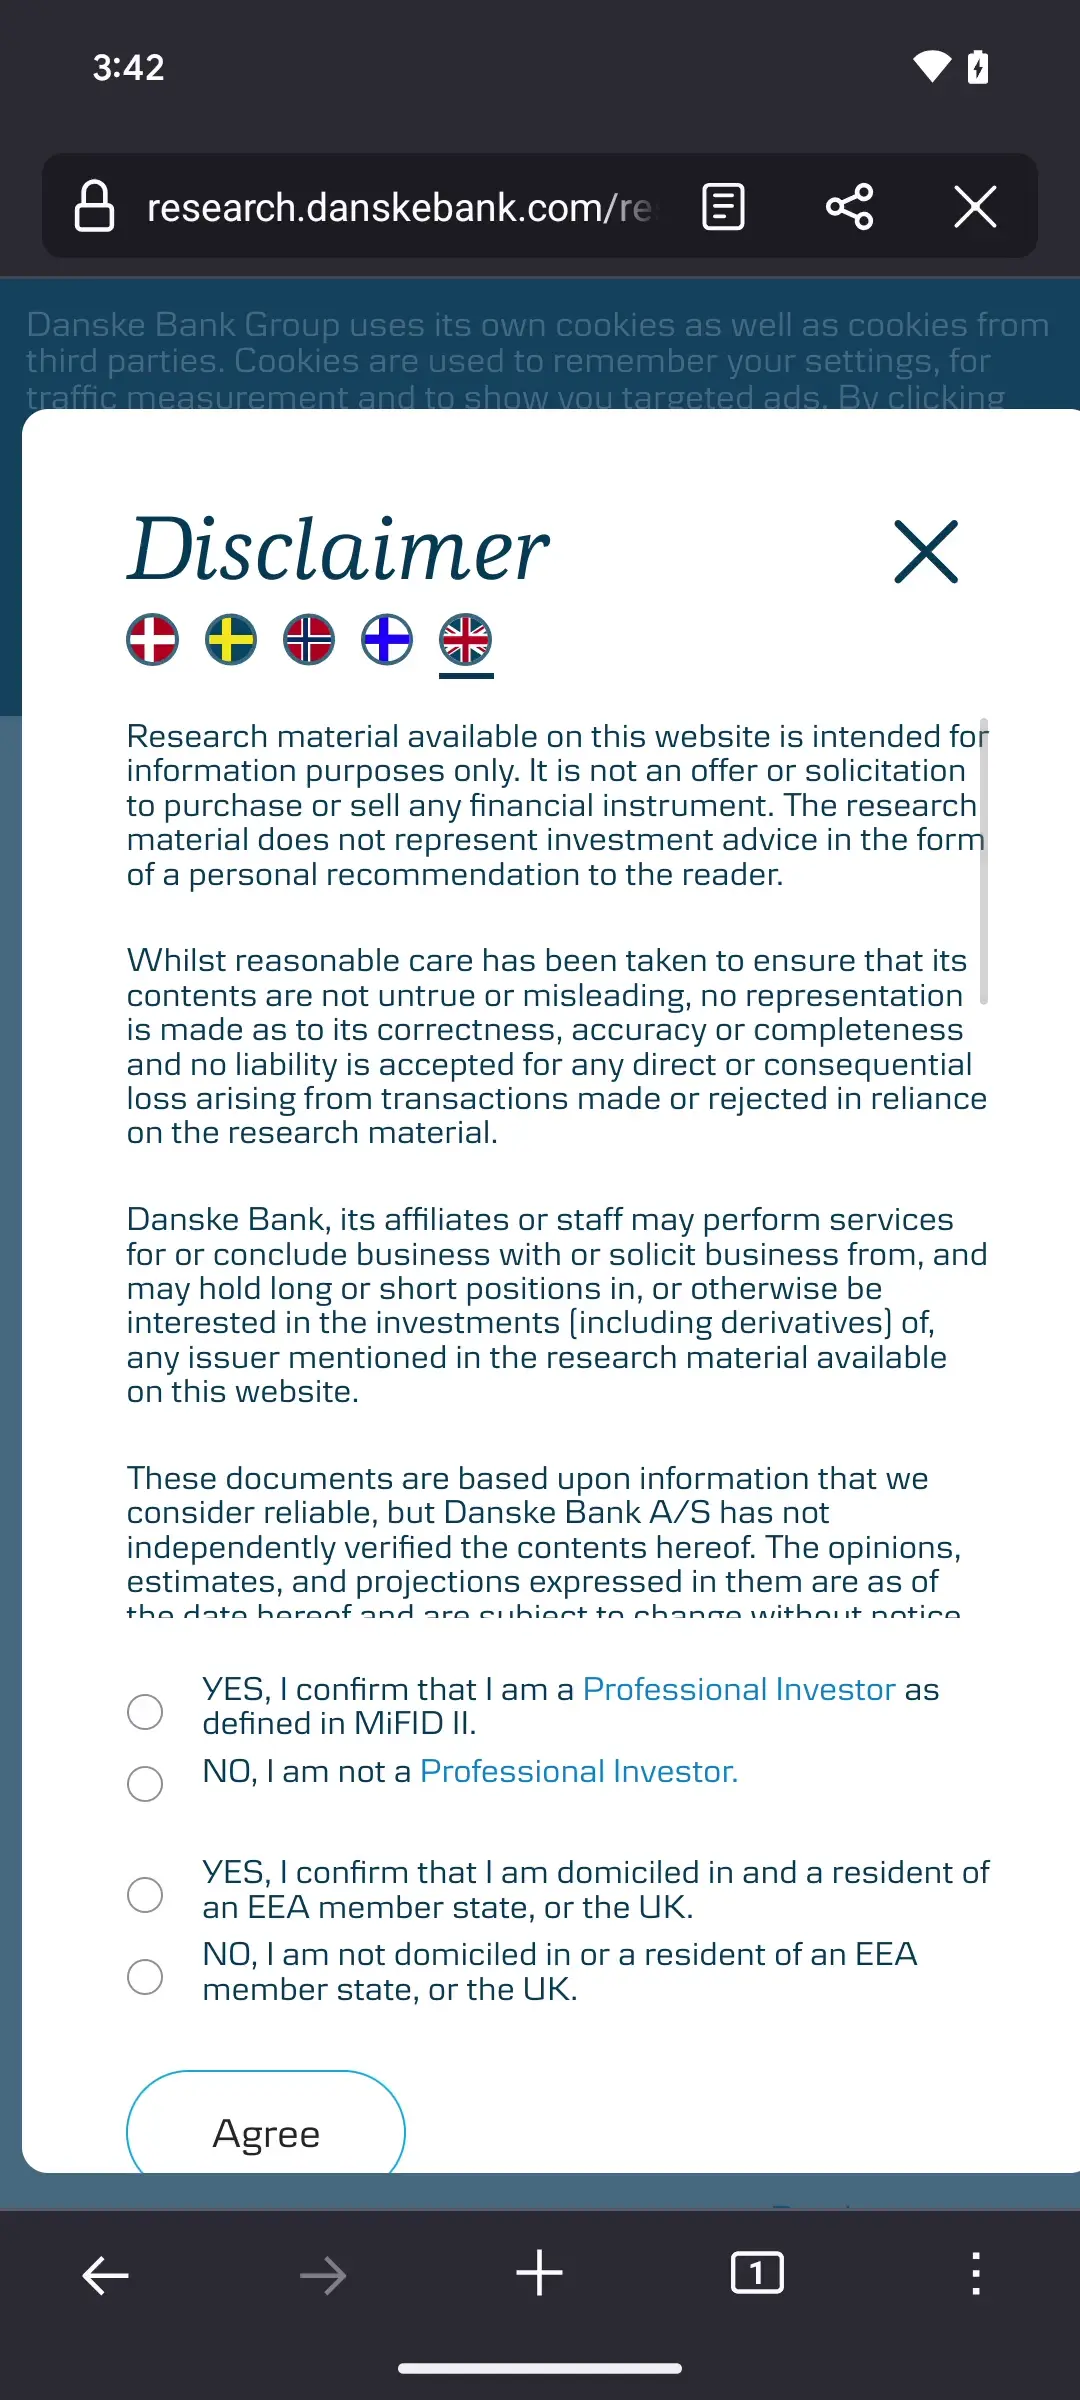 3:42
research.danskebank.com/re
Danske Bank Group uses its own cookies as well as cookies from
third parties. Cookies are used to remember your settings, for
traffic measurement and to show you targeted ads. By clicking
Disclaimer
Research material available on this website is intended for
information purposes only. It is not an offer or solicitation
to purchase or sell any financial instrument. The research
material does not represent investment advice in the form
of a personal recommendation to the reader.
Whilst reasonable care has been taken to ensure that its
contents are not untrue or misleading, no representation
is made as to its correctness, accuracy or completeness
and no liability is accepted for any direct or consequential
loss arising from transactions made or rejected in reliance
on the research material.
Danske Bank, its affiliates or staff may perform services
for or conclude business with or solicit business from, and
may hold long or short positions in, or otherwise be
interested in the investments (including derivatives) of,
any issuer mentioned in the research material available
on this website.
These documents are based upon information that we
consider reliable, but Danske Bank A/S has not
independently verified the contents hereof. The opinions,
estimates, and projections expressed in them are as of
the date hereof and are subject to change without notice
YES, I confirm that I am a Professional Investor as
defined in MiFID II.
NO, I am not a Professional Investor.
YES, I confirm that I am domiciled in and a resident of
an EEA member state, or the UK.
NO, I am not domiciled in or a resident of an EEA
member state, or the UK.
Agree
1